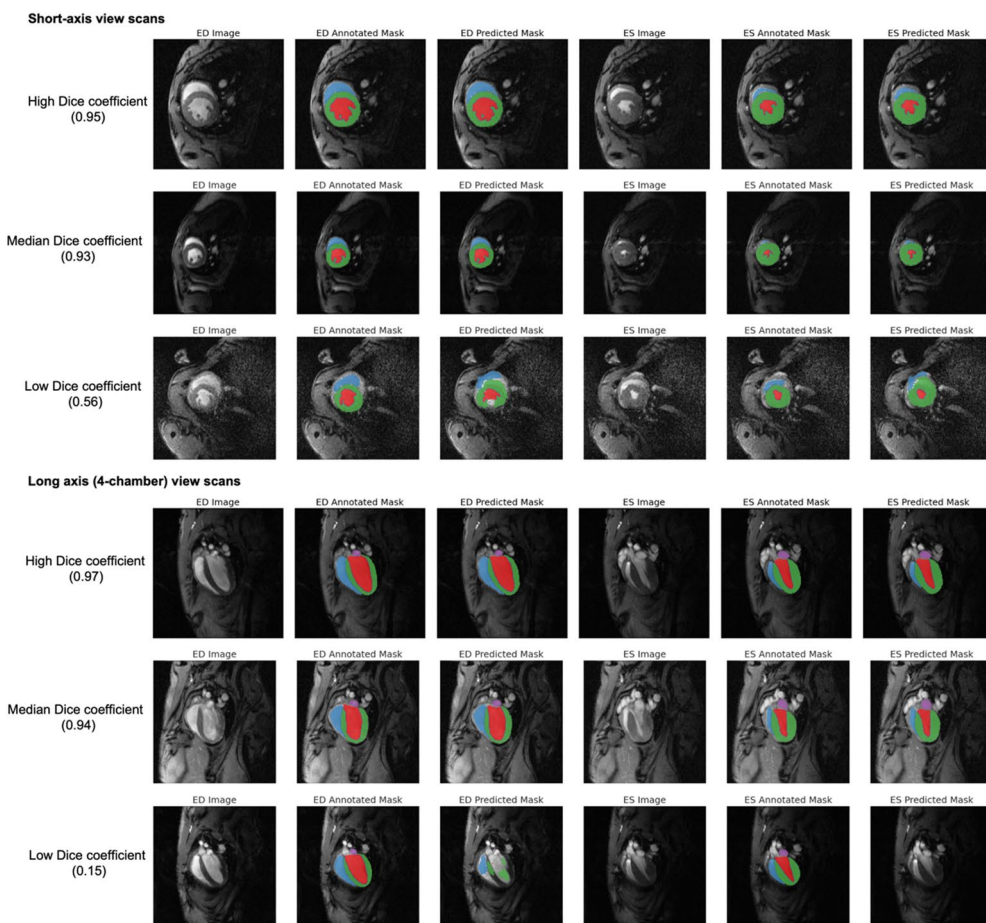 Short-axis view scans
ED Image ED Annotated Mask ED Predicted Mask ES Image ES Annotated Mask ES Predicted Mask
High Dice coefficient
(0.95)
ED Image ED Annotated Mask ED Predicted Mask ES Image ES Annotated Mask ES Predicted Mask
Median Dice coefficient
(0.93)
ED Image ED Annotated Mask ED Predicted Mask ES Image ES Annotated Mask ES Predicted Mask
Low Dice coefficient
(0.56)
Long axis (4-chamber) view scans
ED Image ED Annotated Mask ED Predicted Mask ES Image ES Annotated Mask ES Predicted Mask
High Dice coefficient
(0.97)
ED Image ED Annotated Mask ED Predicted Mask ES Image ES Annotated Mask ES Predicted Mask
Median Dice coefficient
(0.94)
ED Image ED Annotated Mask ED Predicted Mask ES Image ES Annotated Mask ES Predicted Mask
Low Dice coefficient
(0.15)